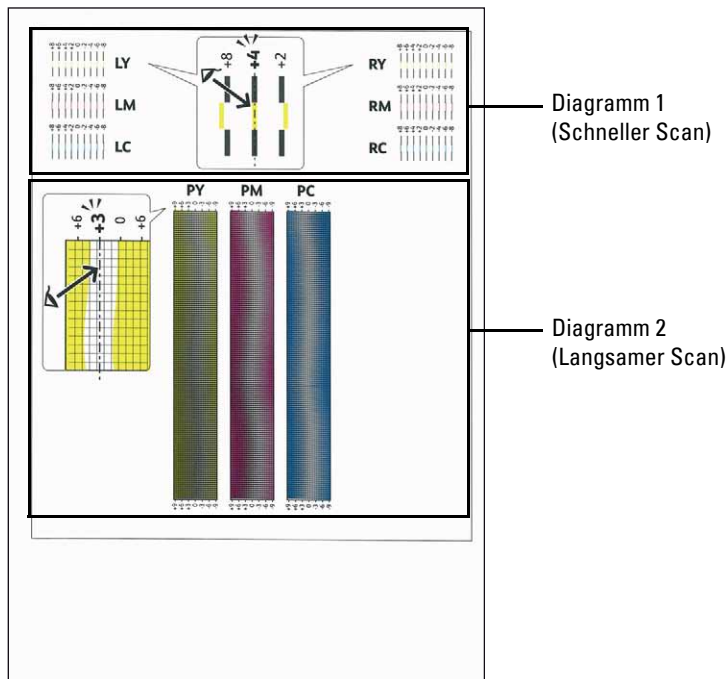 LY
LM
LC
+8
+4
+2
RY
RM
RC
Diagramm 1
(Schneller Scan)
PY PM PC
+6
+3
0
+6
Diagramm 2
(Langsamer Scan)